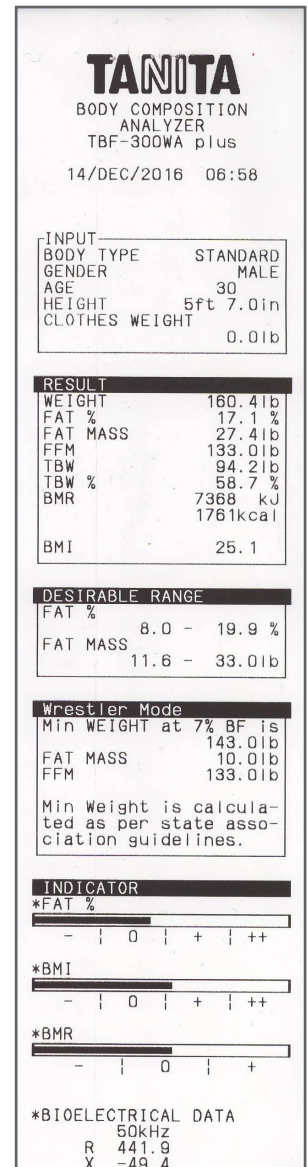 TANITA
BODY COMPOSITION
ANALYZER
TBF-300WA plus
14/DEC/2016 06:58
INPUT
BODY TYPE STANDARD
GENDER MALE
AGE 30
HEIGHT 5ft 7.0in
CLOTHES WEIGHT
0.0lb
RESULT
WEIGHT 160.4lb
FAT % 17.1 %
FAT MASS 27.4lb
FFM 133.0lb
TBW 94.2lb
TBW % 58.7 %
BMR 7368 kJ
1761kcal
BMI 25.1
DESIRABLE RANGE
FAT %
8.0 - 19.9 %
FAT MASS
11.6 - 33.0lb
Wrestler Mode
Min WEIGHT at 7% BF is
143.0lb
FAT MASS 10.0lb
FFM 133.0lb
Min Weight is calcula-
ted as per state asso-
ciation guidelines.
INDICATOR
*FAT %
- | 0 | + | ++
*BMI
- | 0 | + | ++
*BMR
- | 0 | +
*BIOELECTRICAL DATA
50kHz
R 441.9
X -49.4